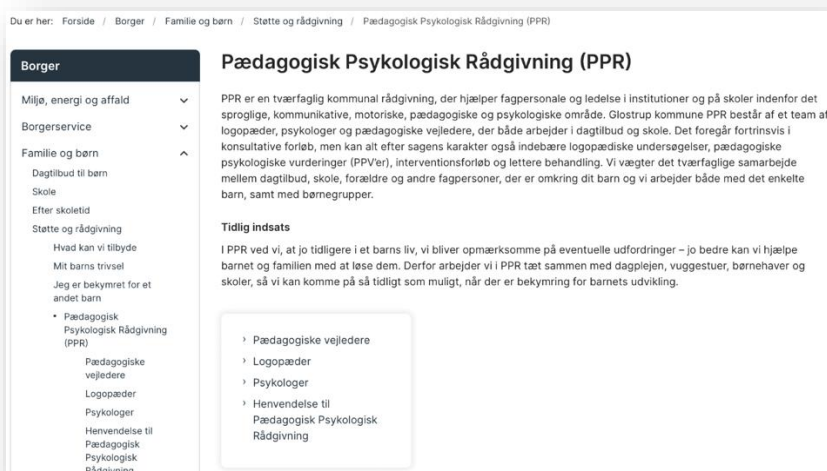 Du er her: Forside / Borger / Familie og børn / Støtte og rådgivning / Pædagogisk Psykologisk Rådgivning (PPR)
Borger
Miljø, energi og affald
Borgerservice
Familie og børn
Dagtilbud til børn
Skole
Efter skoletid
Støtte og rådgivning
Hvad kan vi tilbyde
Mit barns trivsel
Jeg er bekymret for et
andet barn
• Pædagogisk
Psykologisk Rådgivning
(PPR)
Pædagogiske
vejledere
Logopæder
Psykologer
Henvendelse til
Pædagogisk
Psykologisk
Rådgivning
Pædagogisk Psykologisk Rådgivning (PPR)
PPR er en tværfaglig kommunal rådgivning, der hjælper fagpersonale og ledelse i institutioner og på skoler indenfor det
sproglige, kommunikative, motoriske, pædagogiske og psykologiske område. Glostrup kommune PPR består af et team af
logopæder, psykologer og pædagogiske vejledere, der både arbejder i dagtilbud og skole. Det foregår fortrinsvis i
konsultative forløb, men kan alt efter sagens karakter også indebære logopædiske undersøgelser, pædagogiske
psykologiske vurderinger (PPV'er), interventionsforløb og lettere behandling. Vi vægter det tværfaglige samarbejde
mellem dagtilbud, skole, forældre og andre fagpersoner, der er omkring dit barn og vi arbejder både med det enkelte
barn, samt med børnegrupper.
Tidlig indsats
I PPR ved vi, at jo tidligere i et barns liv, vi bliver opmærksomme på eventuelle udfordringer – jo bedre kan vi hjælpe
barnet og familien med at løse dem. Derfor arbejder vi i PPR tæt sammen med dagplejen, vuggestuer, børnehaver og
skoler, så vi kan komme på så tidligt som muligt, når der er bekymring for barnets udvikling.
› Pædagogiske vejledere
› Logopæder
› Psykologer
› Henvendelse til
Pædagogisk Psykologisk
Rådgivning